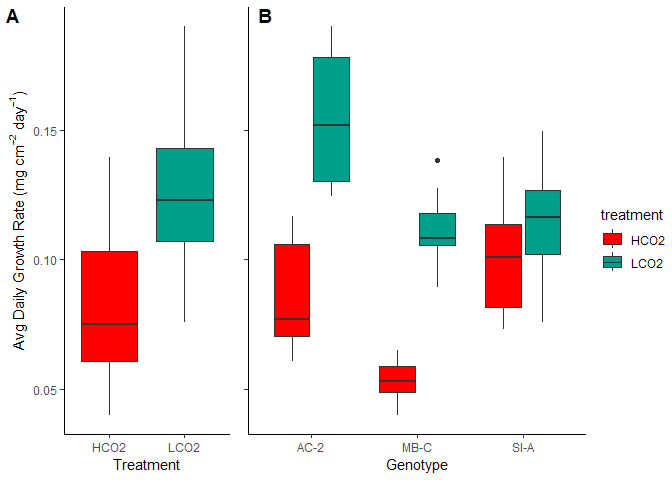 A
B
Avg Daily Growth Rate (mg cm⁻² day⁻¹)
0.15
0.10
0.05
HCO2 LCO2
Treatment
AC-2 MB-C SI-A
Genotype
treatment
HCO2
LCO2